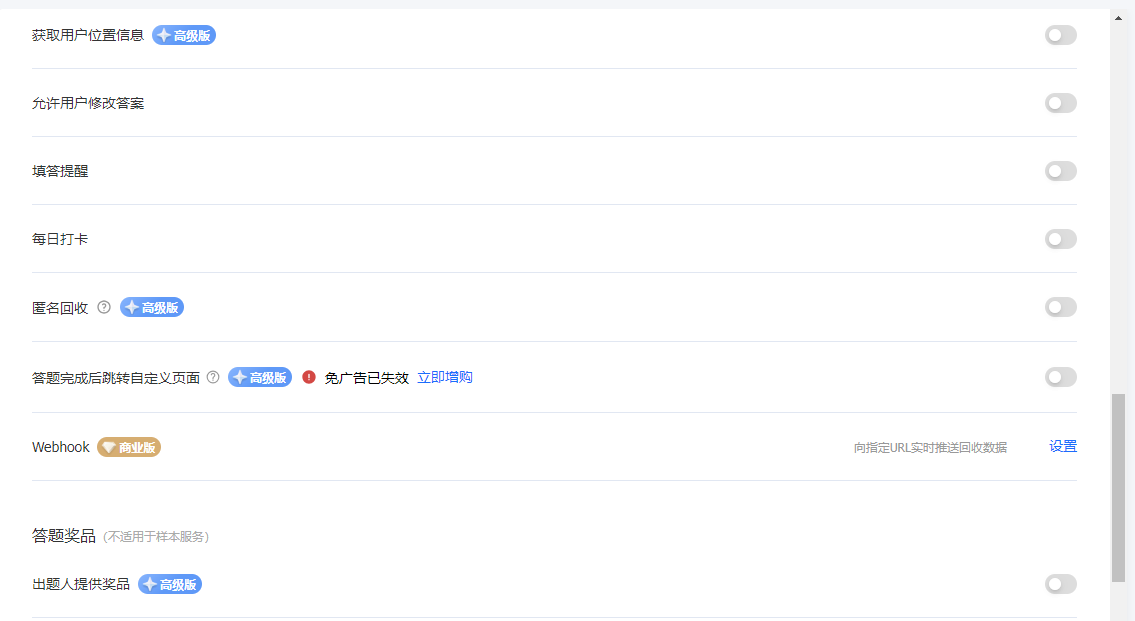 获取用户位置信息 高级版
允许用户修改答案
填答提醒
每日打卡
匿名回收 ? 高级版
答题完成后跳转自定义页面 ? 高级版 ! 免广告已失效 立即增购
Webhook 商业版 向指定URL实时推送回收数据 设置
答题奖品 (不适用于样本服务)
出题人提供奖品 高级版